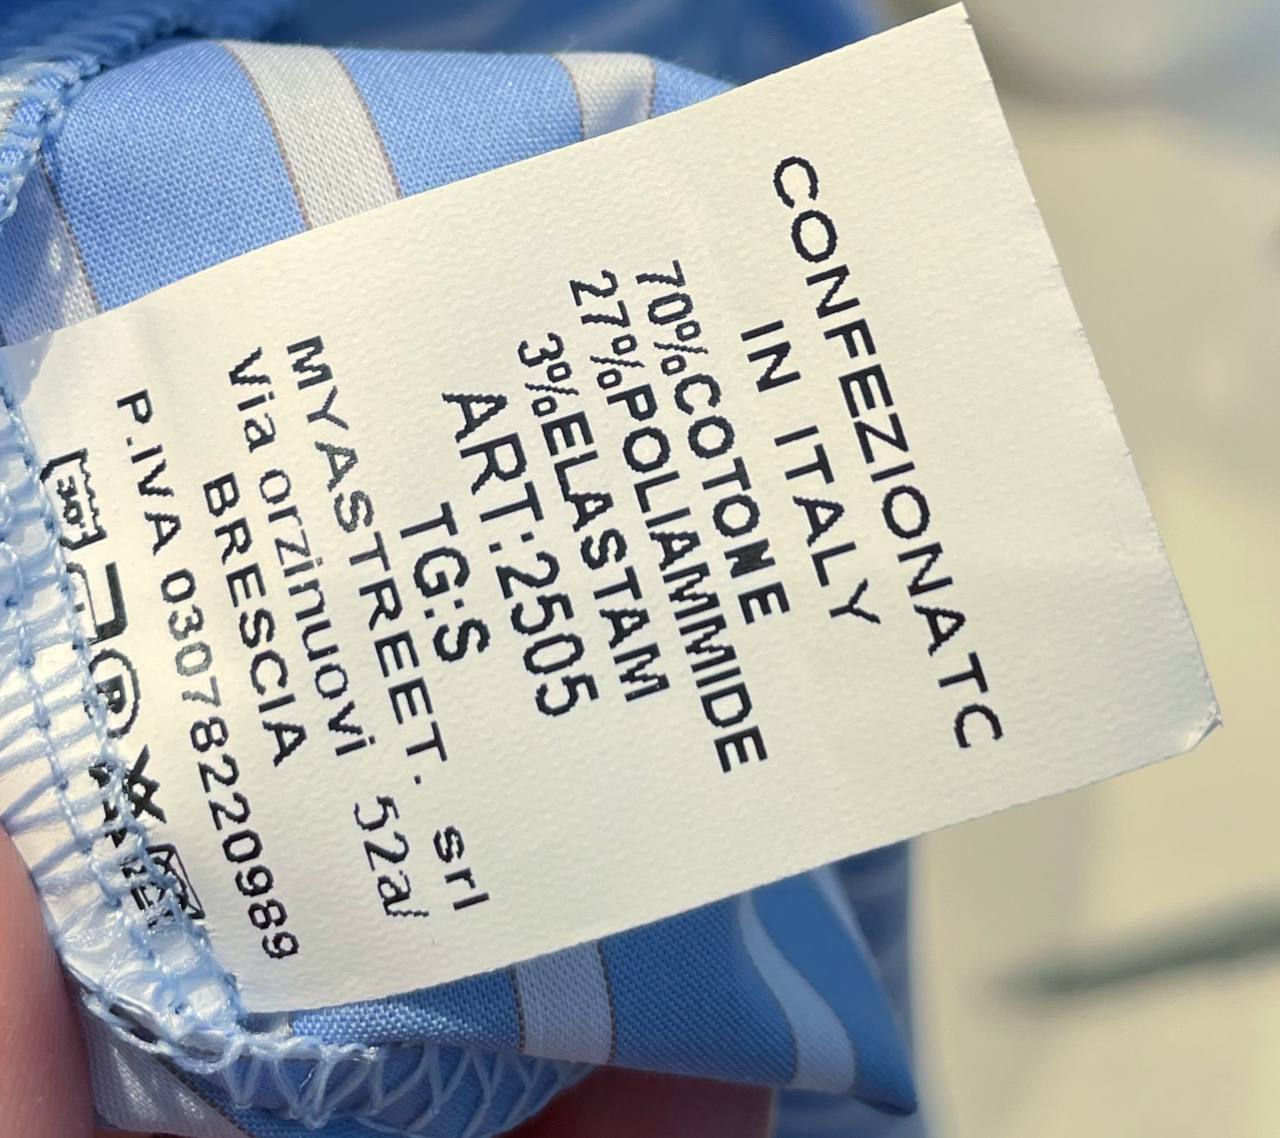 CONFEZIONATC
IN ITALY
70%COTONE
27%POLIAMMIDE
3%ELASTAM
ART:2505
TG:S
MYASTREET. srl
Via orzinuovi 52a/
BRESCIA
P.IVA 03078220989
30°
P